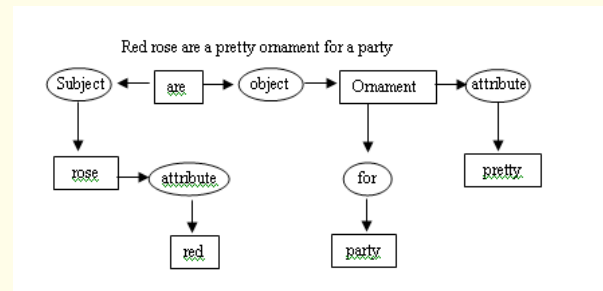 Red rose are a pretty ornament for a party
Subject are object Ornament attribute
rose attribute for pretty
red party